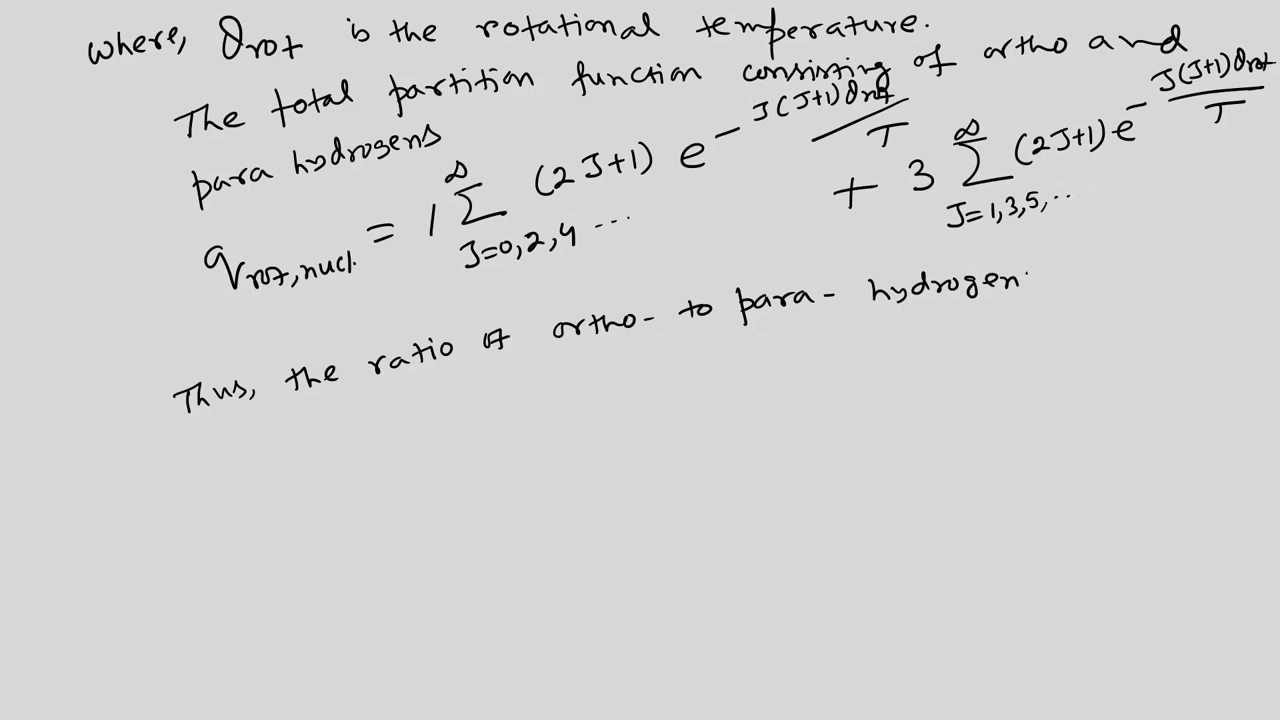 where, θrot is the rotational temperature.
The total partition function consisting of ortho and
para hydrogens
qrot,nucl. = 1 ∞ Σ J=0,2,4 ... (2J+1) e^- J(J+1)θrot / T + 3 ∞ Σ J=1,3,5,... (2J+1) e^- J(J+1)θrot / T
Thus, the ratio of ortho- to para- hydrogen.